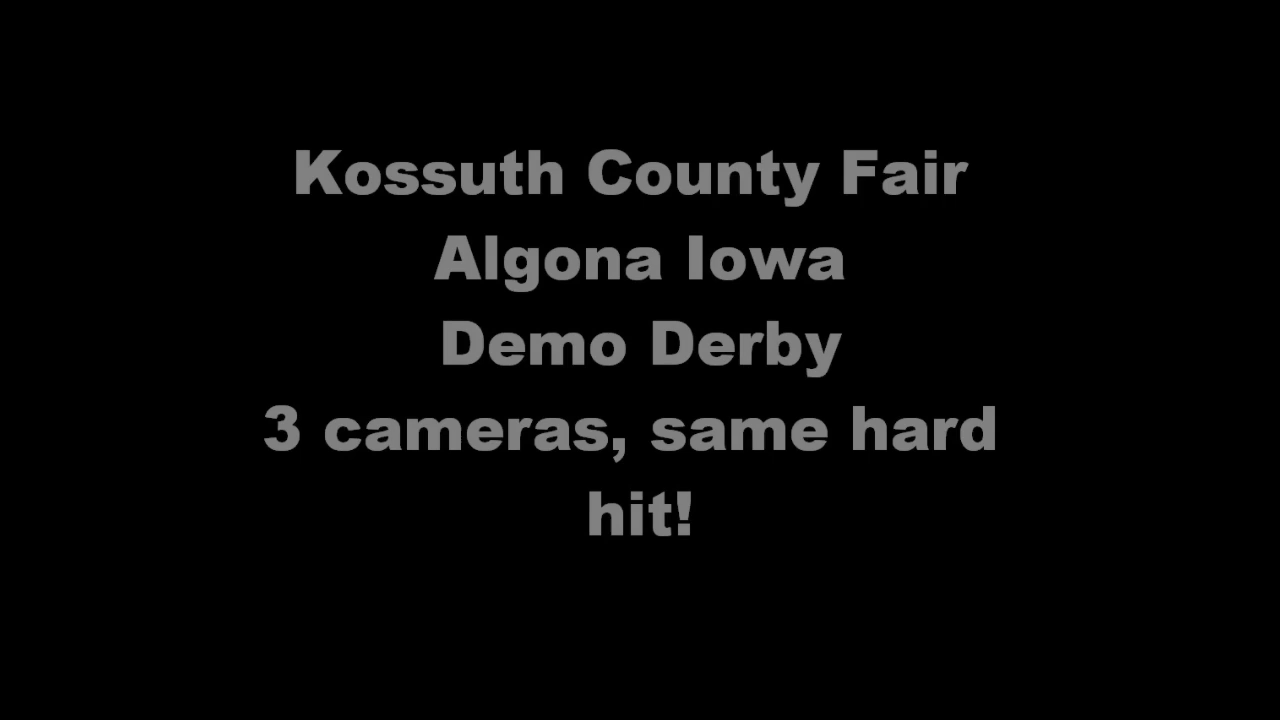 Kossuth County Fair
Algona Iowa
Demo Derby
3 cameras, same hard
hit!